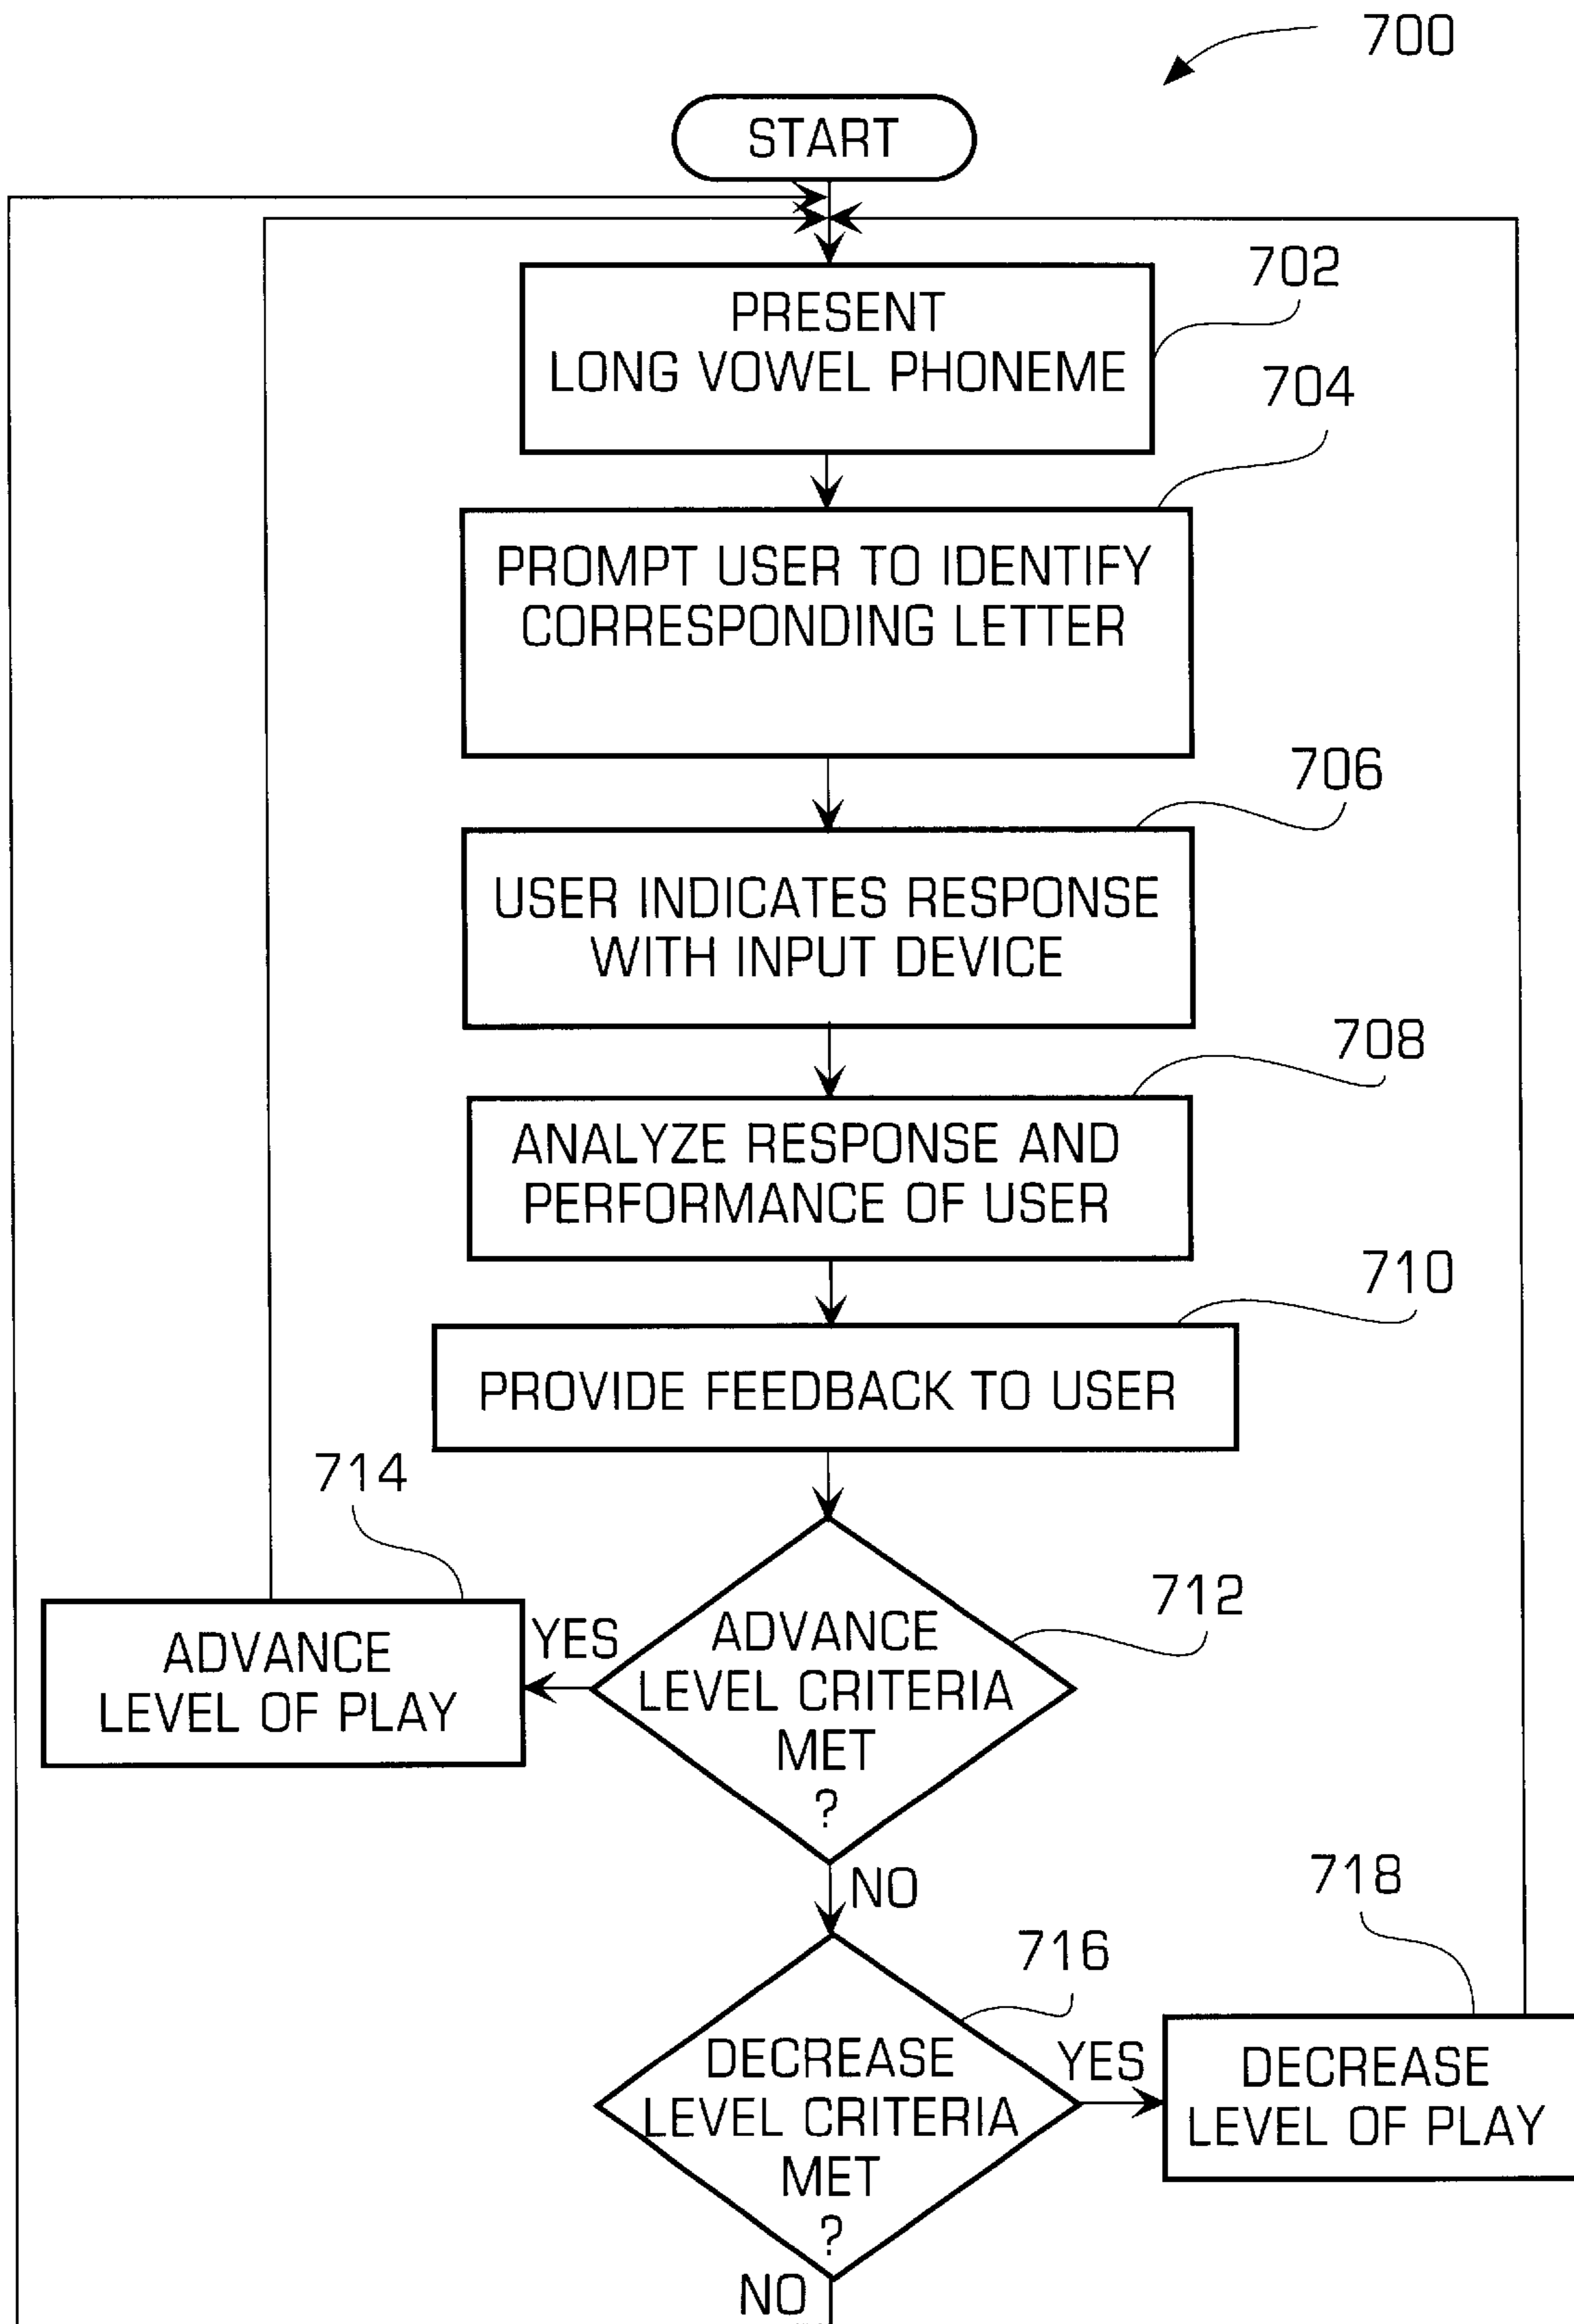 700
START
702
PRESENT
LONG VOWEL PHONEME
704
PROMPT USER TO IDENTIFY
CORRESPONDING LETTER
706
USER INDICATES RESPONSE
WITH INPUT DEVICE
708
ANALYZE RESPONSE AND
PERFORMANCE OF USER
710
PROVIDE FEEDBACK TO USER
714
712
ADVANCE
LEVEL OF PLAY
YES
ADVANCE
LEVEL CRITERIA
MET
?
NO
718
716
DECREASE
LEVEL CRITERIA
MET
?
YES
DECREASE
LEVEL OF PLAY
NO